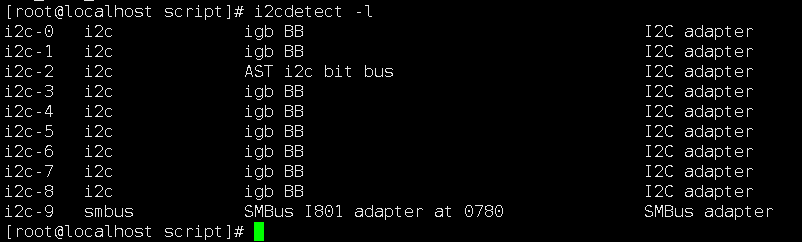 [root@localhost script]# i2cdetect -l
i2c-0   i2c             igb BB                                  I2C adapter
i2c-1   i2c             igb BB                                  I2C adapter
i2c-2   i2c             AST i2c bit bus                         I2C adapter
i2c-3   i2c             igb BB                                  I2C adapter
i2c-4   i2c             igb BB                                  I2C adapter
i2c-5   i2c             igb BB                                  I2C adapter
i2c-6   i2c             igb BB                                  I2C adapter
i2c-7   i2c             igb BB                                  I2C adapter
i2c-8   i2c             igb BB                                  I2C adapter
i2c-9   smbus           SMBus I801 adapter at 0780              SMBus adapter
[root@localhost script]#